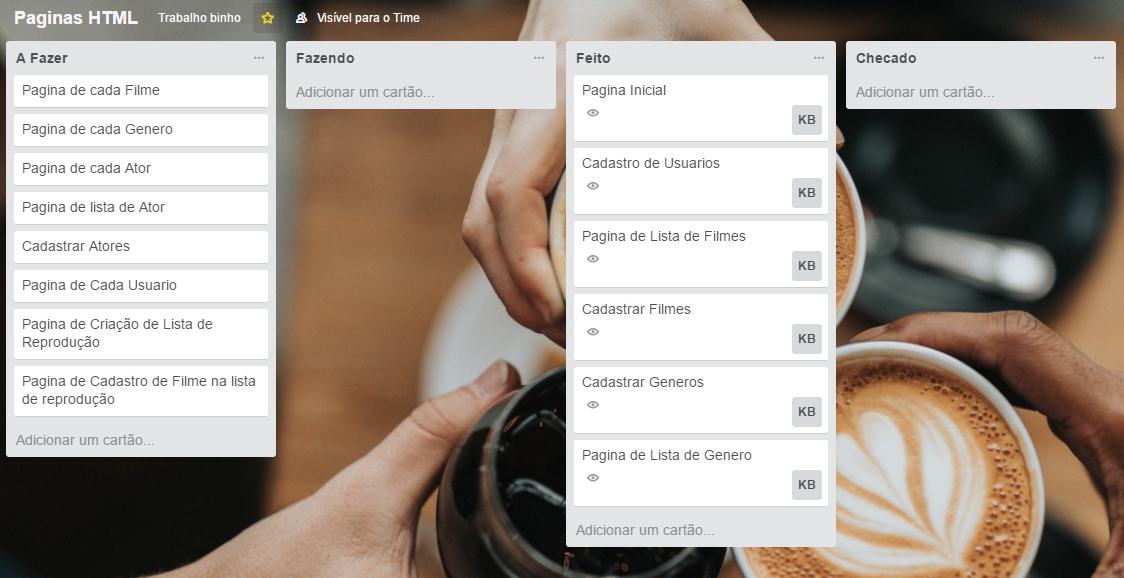 Paginas HTML
Trabalho binho
Visível para o Time
A Fazer
Pagina de cada Filme
Pagina de cada Genero
Pagina de cada Ator
Pagina de lista de Ator
Cadastrar Atores
Pagina de Cada Usuario
Pagina de Criação de Lista de
Reprodução
Pagina de Cadastro de Filme na lista
de reprodução
Adicionar um cartão...
Fazendo
Adicionar um cartão...
Feito
Pagina Inicial
KB
Cadastro de Usuarios
KB
Pagina de Lista de Filmes
KB
Cadastrar Filmes
KB
Cadastrar Generos
KB
Pagina de Lista de Genero
KB
Adicionar um cartão...
Checado
Adicionar um cartão...